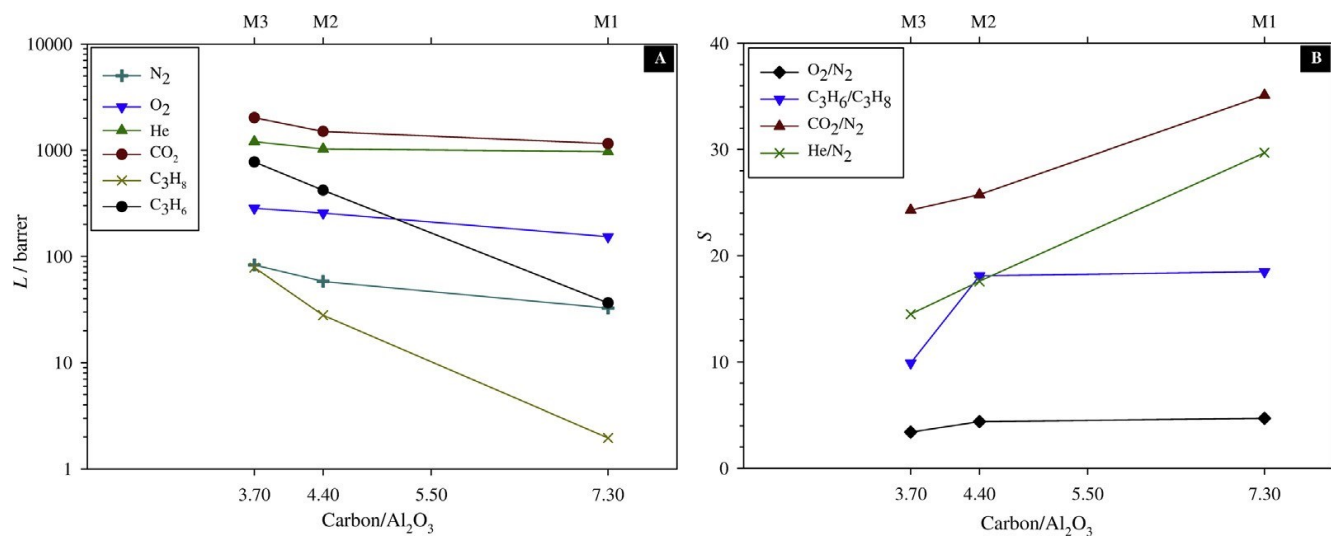 M3 M2 M1
A
10000
1000
100
10
1
L / barrer
N₂
O₂
He
CO₂
C₃H₈
C₃H₆
3.70 4.40 5.50 7.30
Carbon/Al₂O₃
M3 M2 M1
B
40
30
20
10
0
S
O₂/N₂
C₃H₆/C₃H₈
CO₂/N₂
He/N₂
3.70 4.40 5.50 7.30
Carbon/Al₂O₃